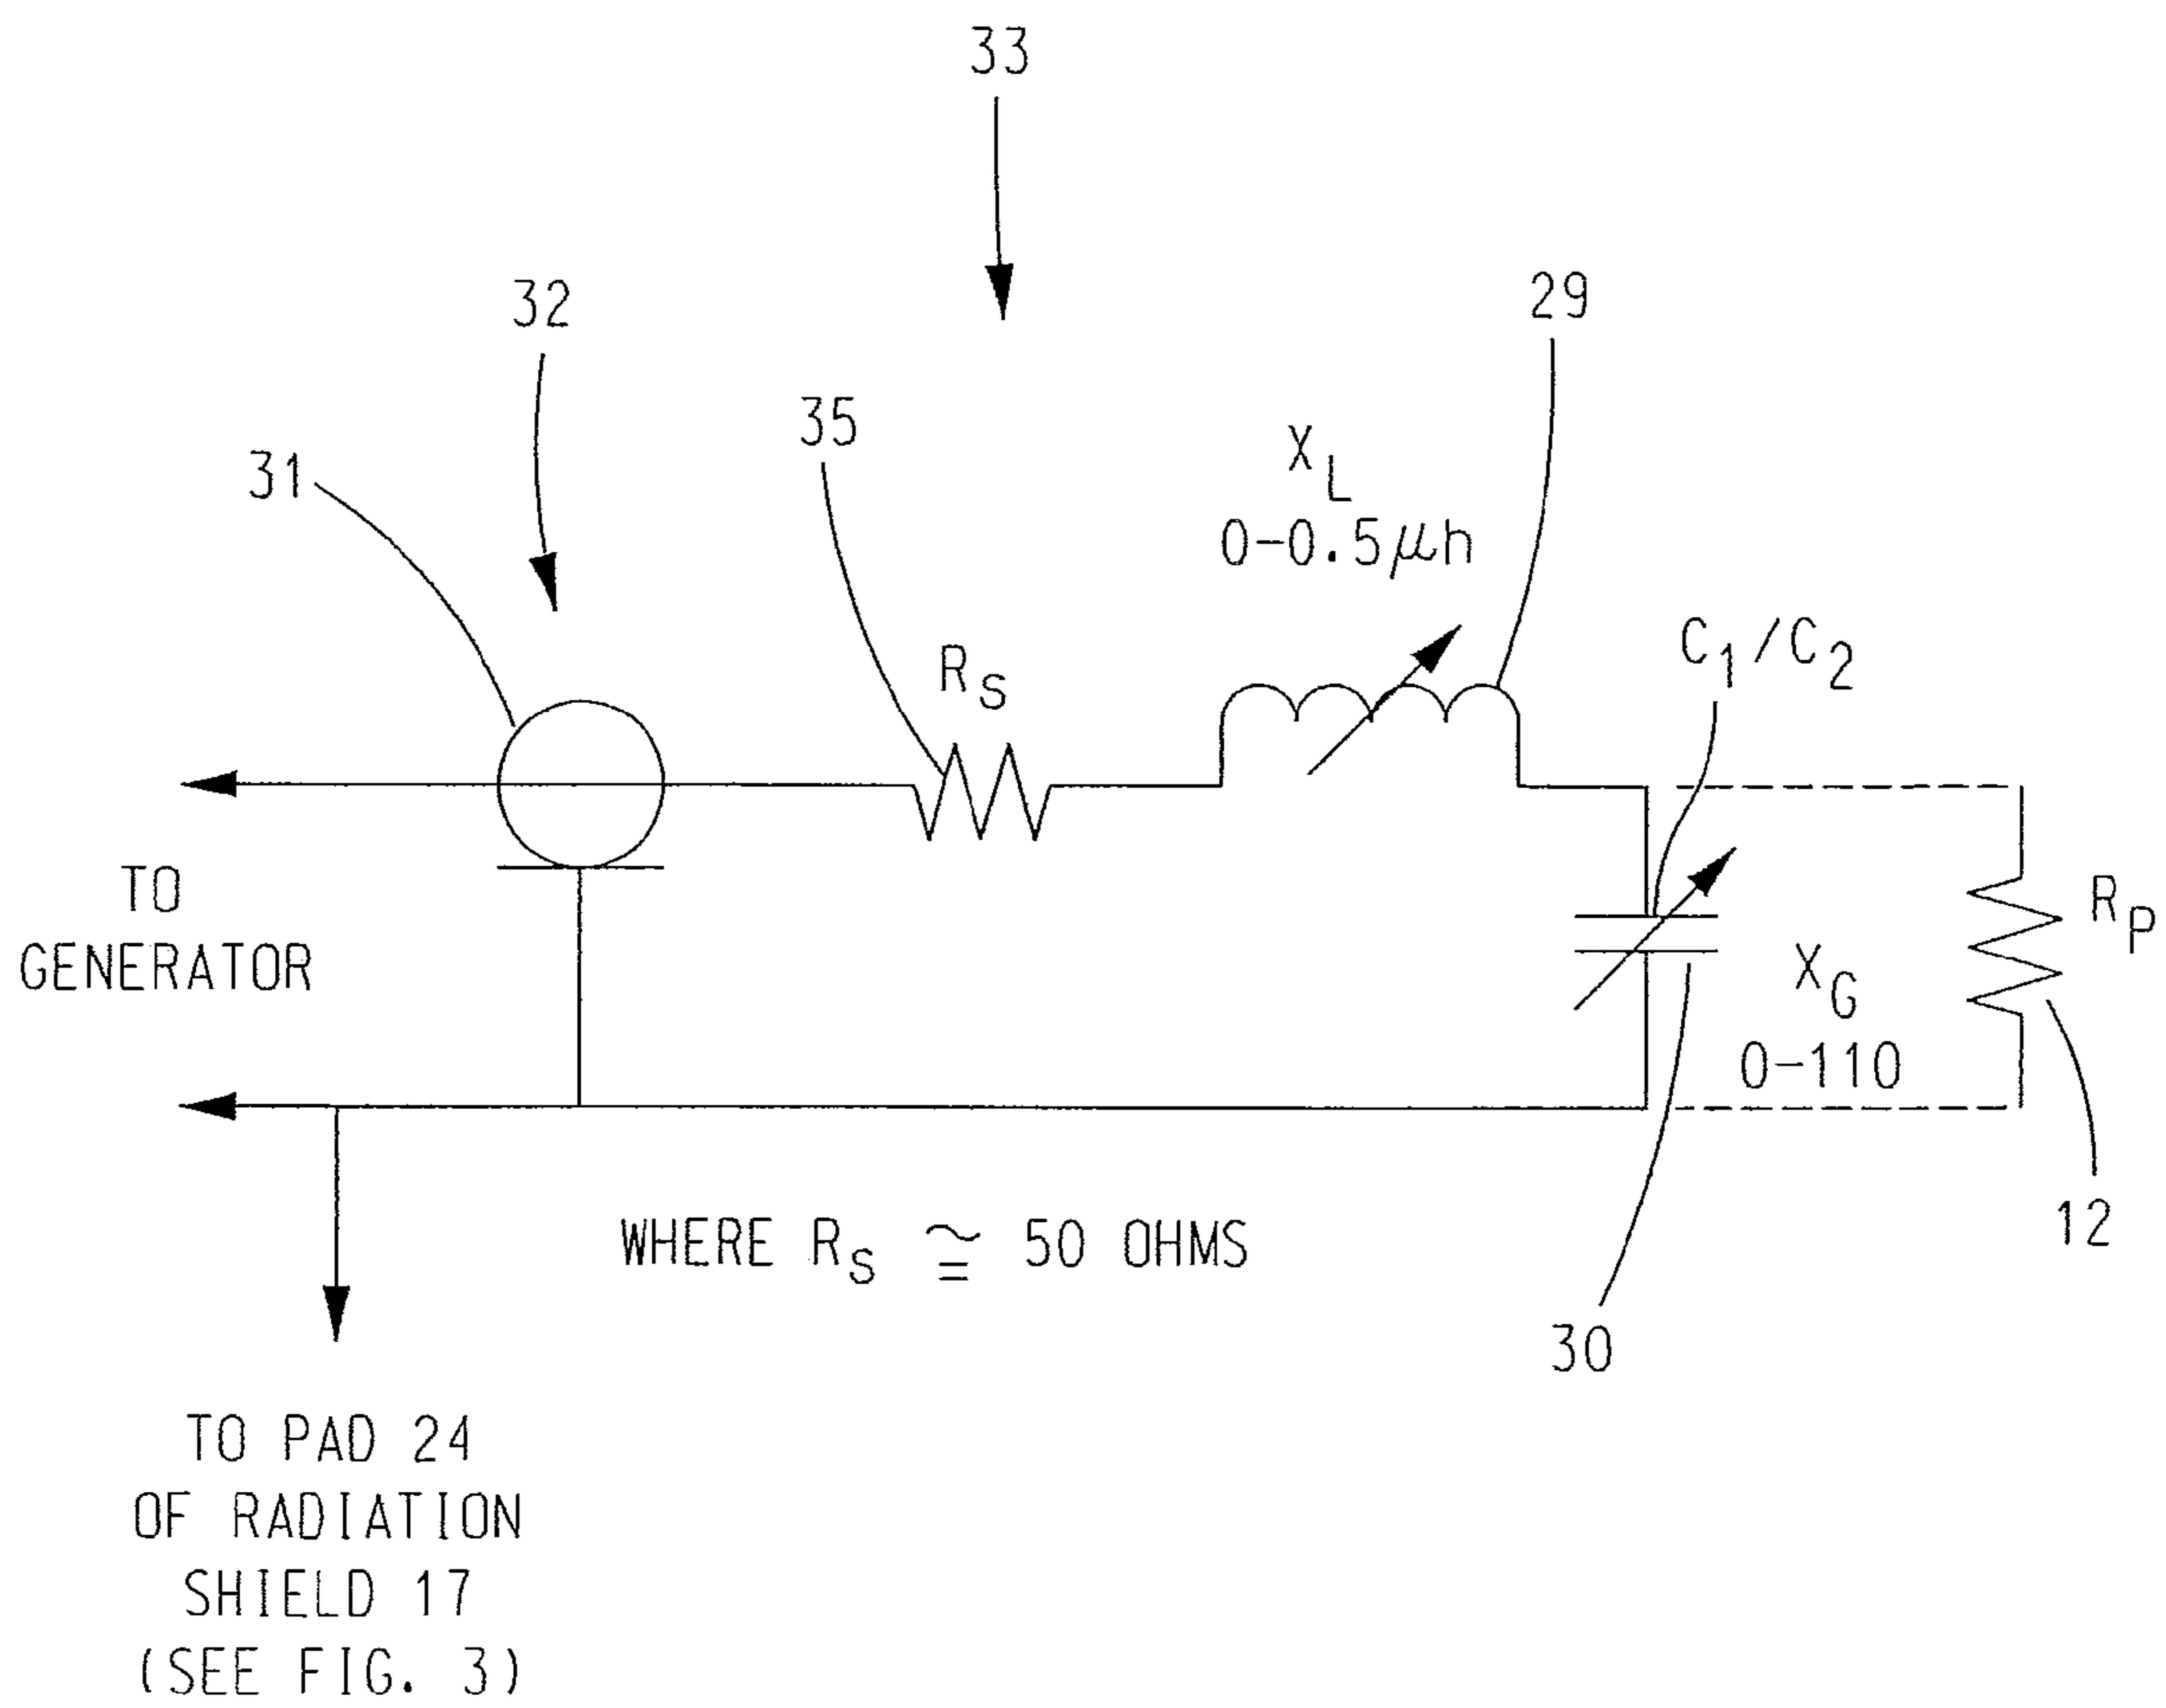 33
32
29
35
31
X_L
0-0.5μh
R_S
C_1/C_2
TO
GENERATOR
R_P
X_G
0-110
WHERE R_S ≅ 50 OHMS
12
30
TO PAD 24
OF RADIATION
SHIELD 17
(SEE FIG. 3)